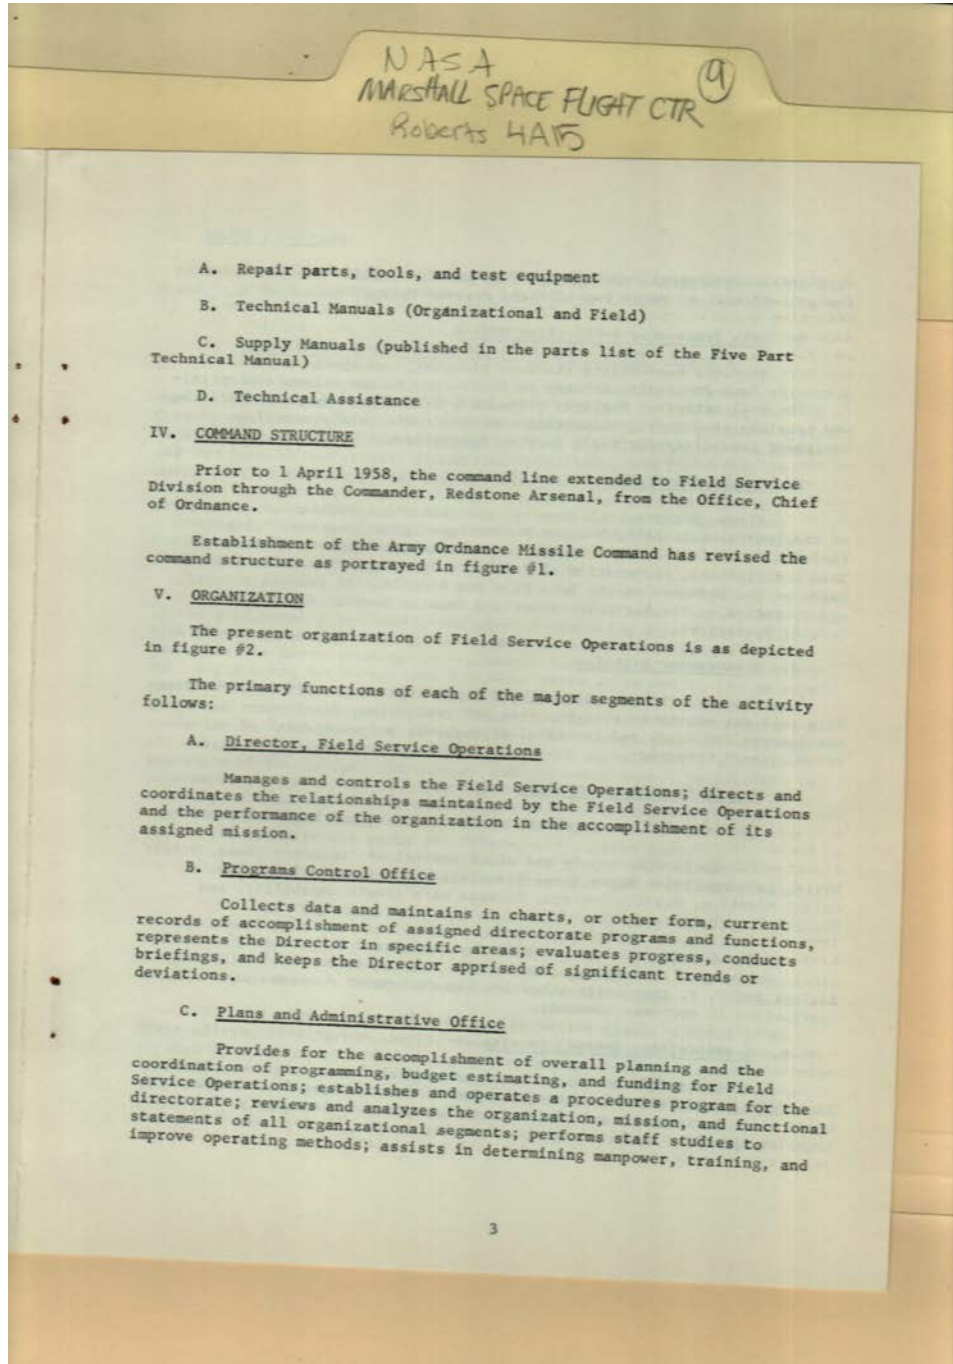 NASA
MARSHALL SPACE FLIGHT CTR
9
Roberts 4A15
A. Repair parts, tools, and test equipment
B. Technical Manuals (Organizational and Field)
C. Supply Manuals (published in the parts list of the Five Part
Technical Manual)
D. Technical Assistance
IV. COMMAND STRUCTURE
Prior to 1 April 1958, the command line extended to Field Service
Division through the Commander, Redstone Arsenal, from the Office, Chief
of Ordnance.
Establishment of the Army Ordnance Missile Command has revised the
command structure as portrayed in figure #1.
V. ORGANIZATION
The present organization of Field Service Operations is as depicted
in figure #2.
The primary functions of each of the major segments of the activity
follows:
A. Director, Field Service Operations
Manages and controls the Field Service Operations; directs and
coordinates the relationships maintained by the Field Service Operations
and the performance of the organization in the accomplishment of its
assigned mission.
B. Programs Control Office
Collects data and maintains in charts, or other form, current
records of accomplishment of assigned directorate programs and functions,
represents the Director in specific areas; evaluates progress, conducts
briefings, and keeps the Director apprised of significant trends or
deviations.
C. Plans and Administrative Office
Provides for the accomplishment of overall planning and the
coordination of programming, budget estimating, and funding for Field
Service Operations; establishes and operates a procedures program for the
directorate; reviews and analyzes the organization, mission, and functional
statements of all organizational segments; performs staff studies to
improve operating methods; assists in determining manpower, training, and
3